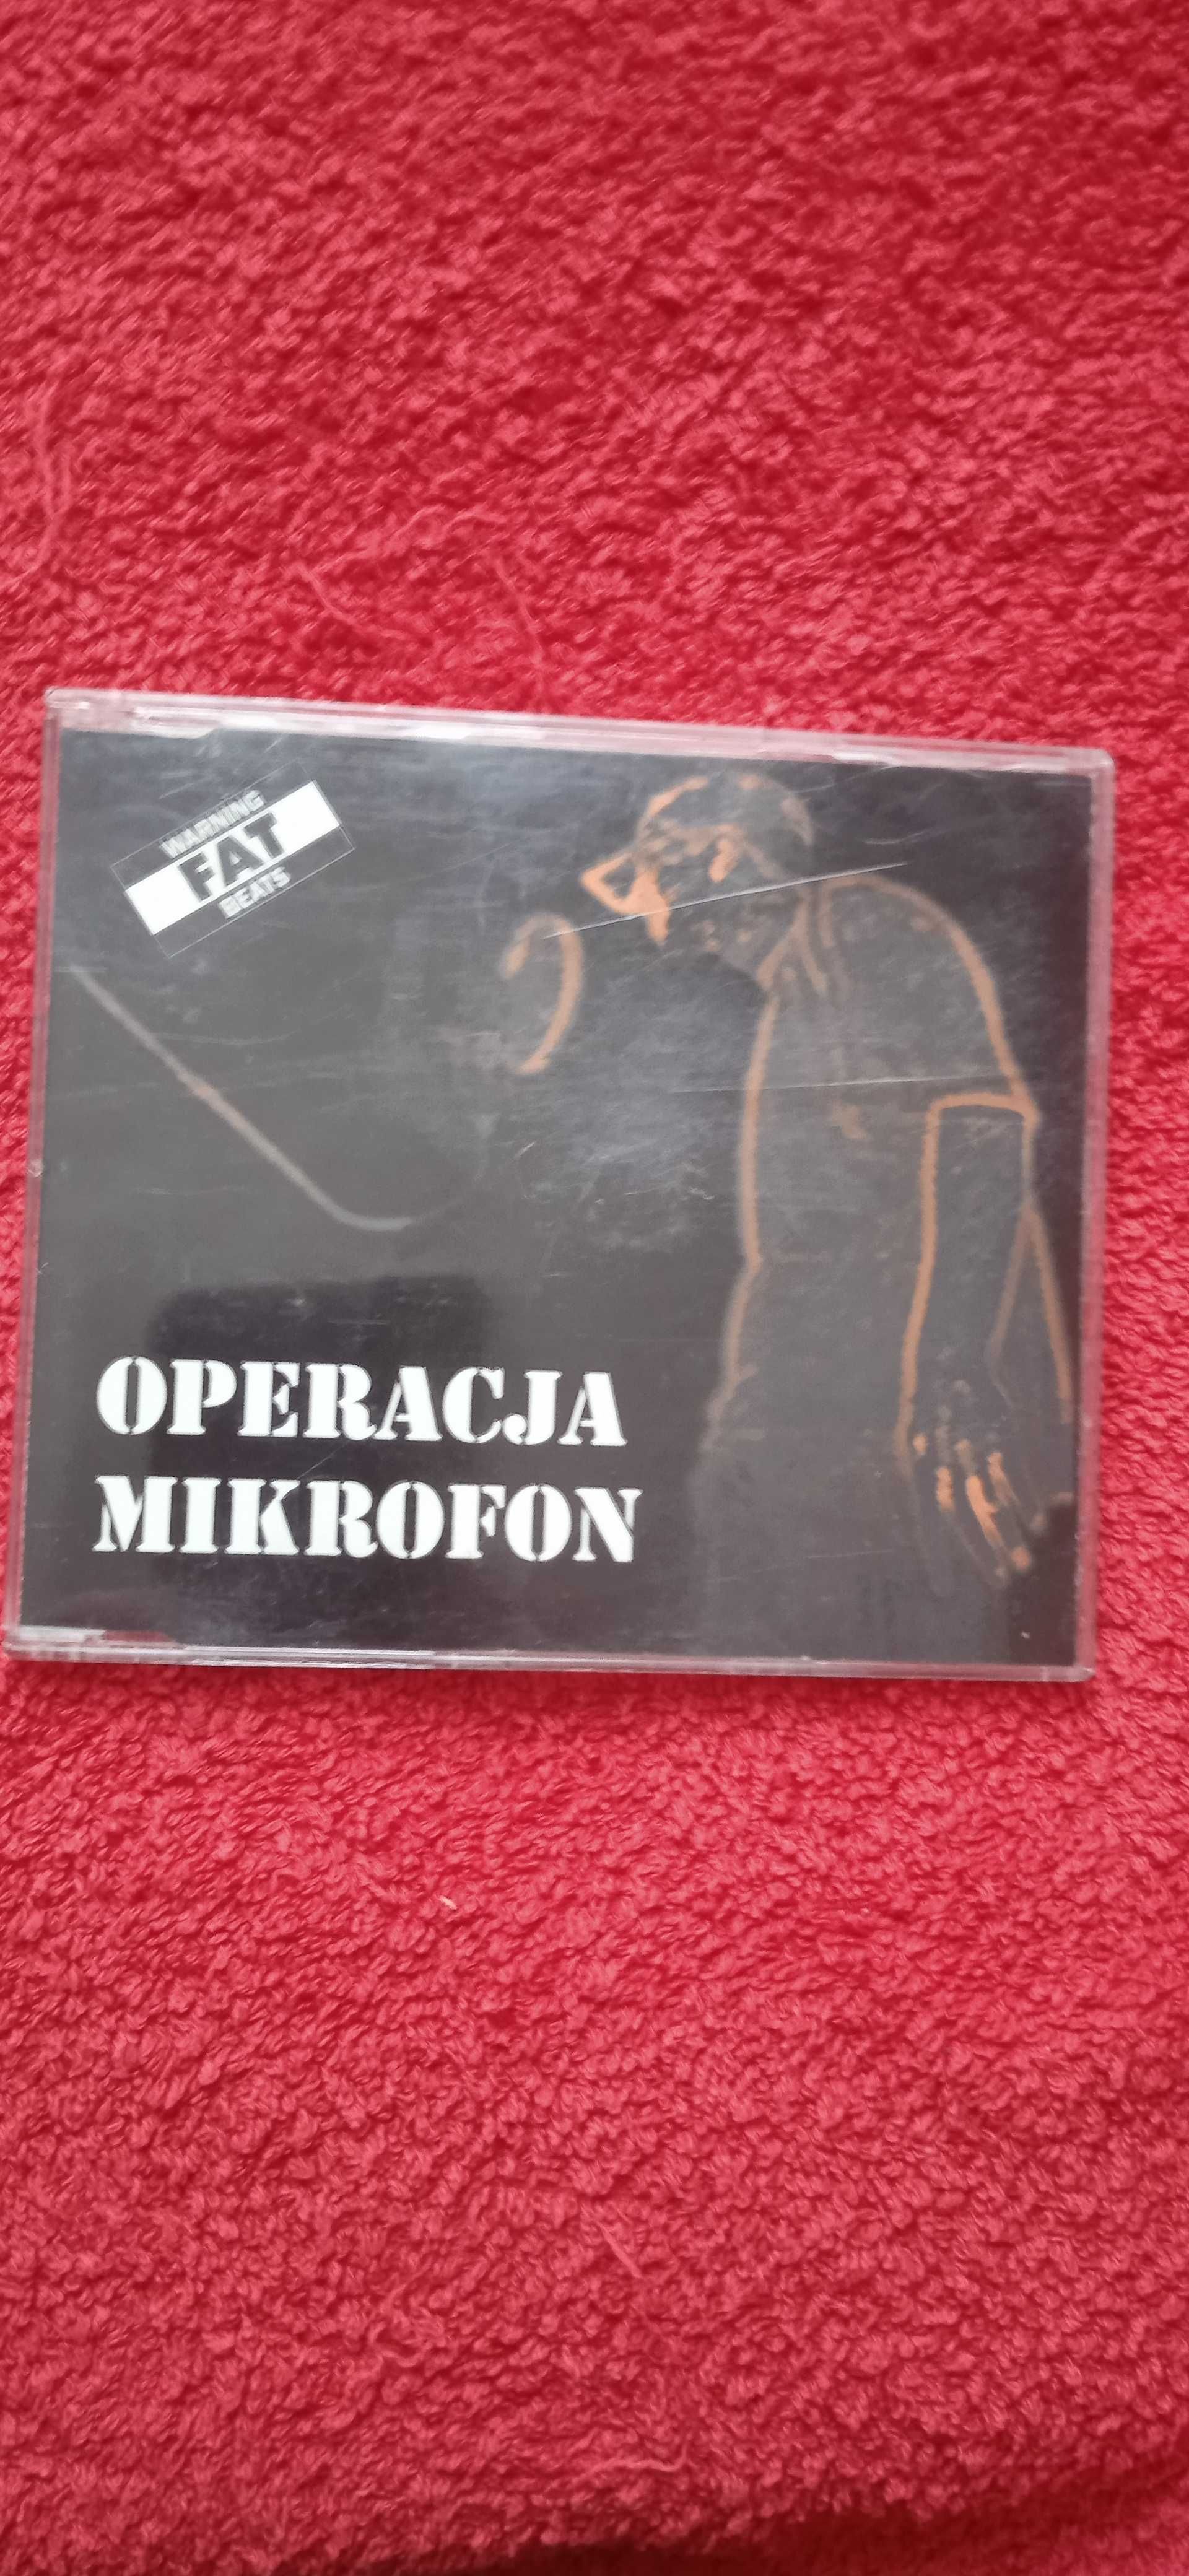 WARNING
FAT
BEATS
OPERACJA
MIKROFON